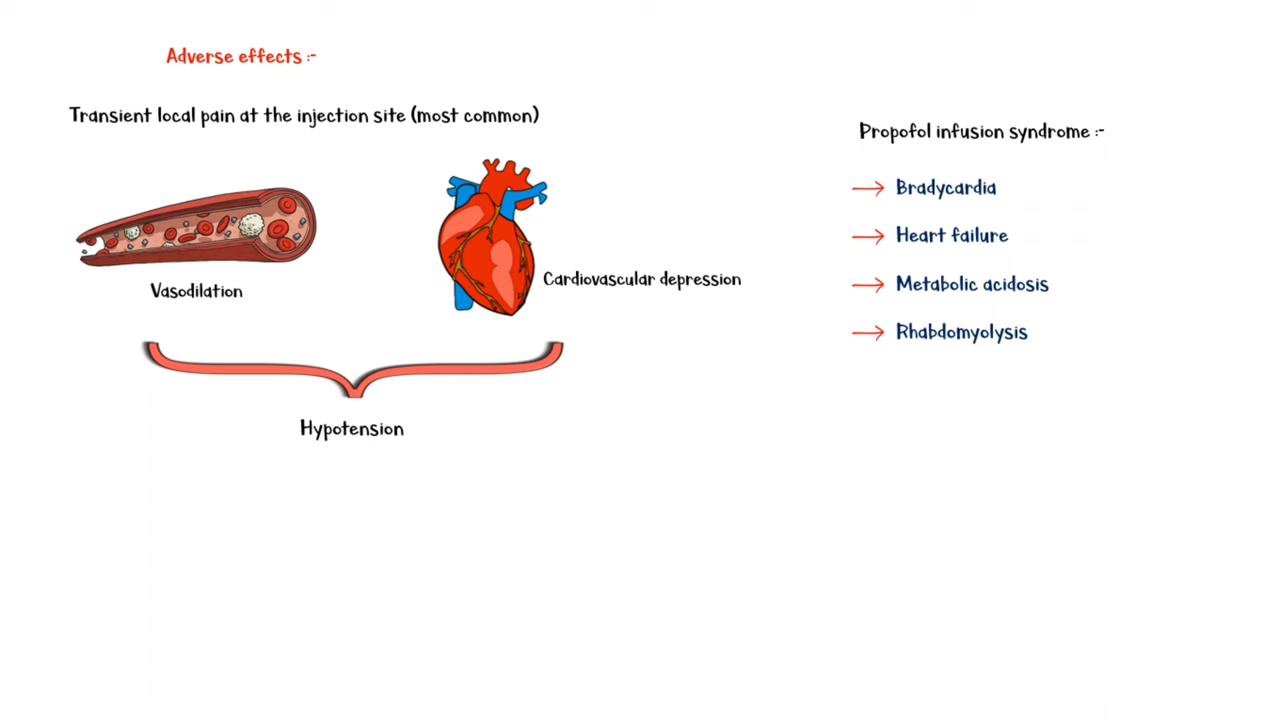 Adverse effects :-
Transient local pain at the injection site (most common)
Vasodilation
Cardiovascular depression
Hypotension
Propofol infusion syndrome :-
→ Bradycardia
→ Heart failure
→ Metabolic acidosis
→ Rhabdomyolysis